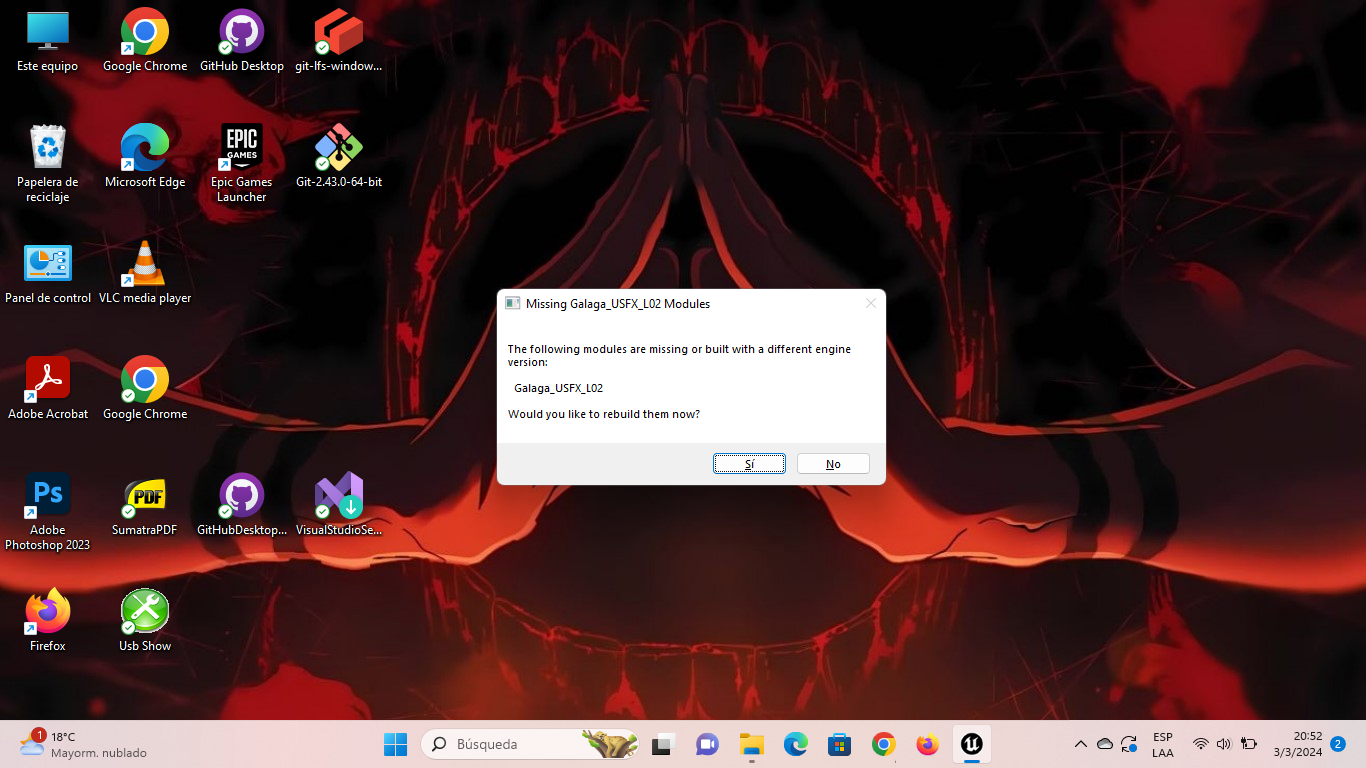 Este equipo
Google Chrome
GitHub Desktop
git-lfs-window...
EPIC
GAMES
Papelera de
reciclaje
Microsoft Edge
Epic Games
Launcher
Git-2.43.0-64-bit
Panel de control
VLC media player
Missing Galaga_USFX_L02 Modules
The following modules are missing or built with a different engine
version:
Galaga_USFX_L02
Would you like to rebuild them now?
Sí
No
Adobe Acrobat
Google Chrome
Ps
PDF
Adobe
Photoshop 2023
SumatraPDF
GitHubDesktop...
VisualStudioSe...
Firefox
Usb Show
1
18°C
Mayorm. nublado
Búsqueda
ESP
LAA
20:52
3/3/2024
2